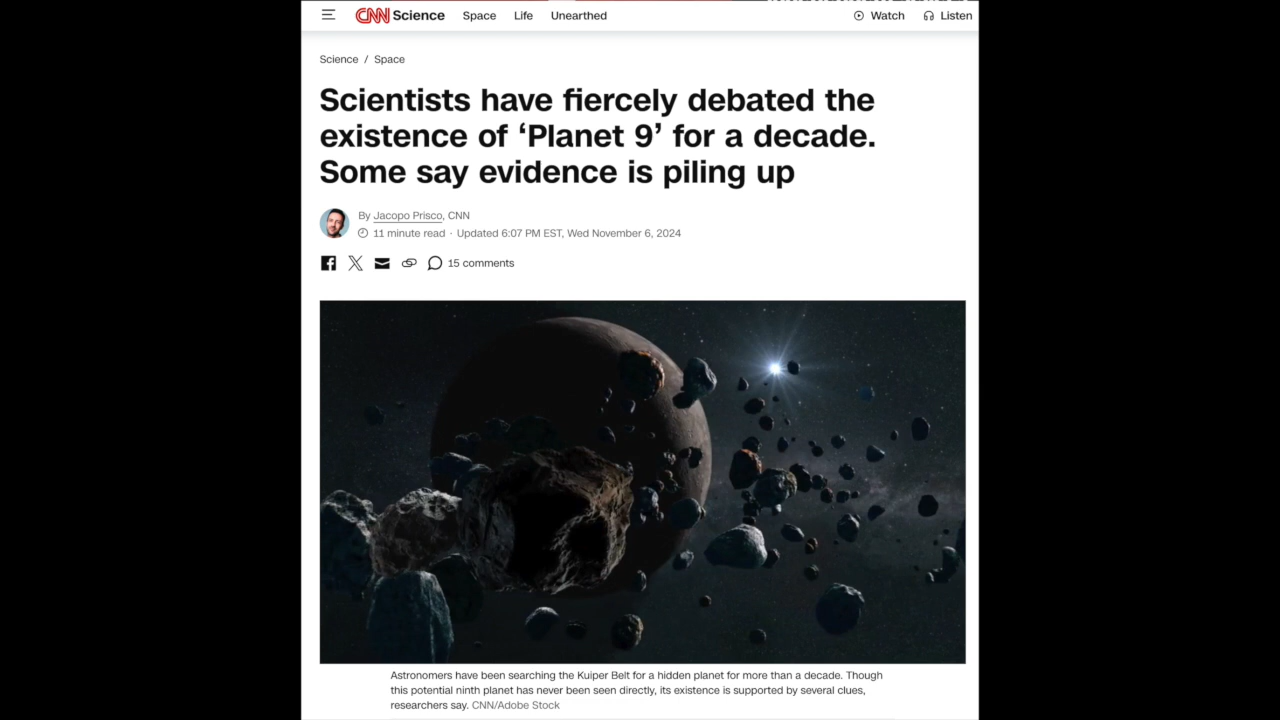 CNN Science Space Life Unearthed Watch Listen
Science / Space
Scientists have fiercely debated the
existence of ‘Planet 9’ for a decade.
Some say evidence is piling up
By Jacopo Prisco, CNN
11 minute read · Updated 6:07 PM EST, Wed November 6, 2024
15 comments
Astronomers have been searching the Kuiper Belt for a hidden planet for more than a decade. Though
this potential ninth planet has never been seen directly, its existence is supported by several clues,
researchers say. CNN/Adobe Stock